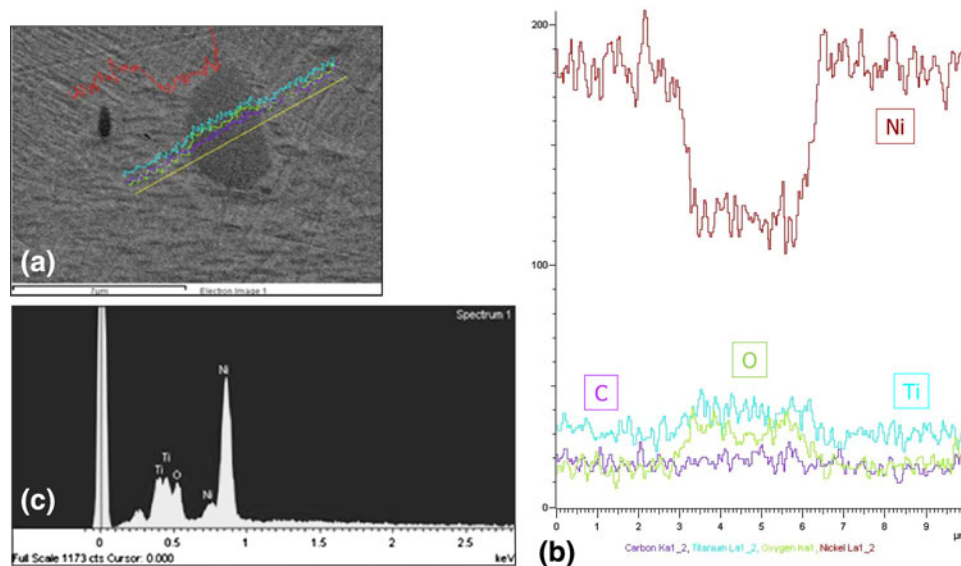 (a)
7μm
Electron Image 1
Spectrum 1
Ni
Ti
Ti
O
Ni
(c)
0
0.5
1
1.5
2
2.5
Full Scale 1173 cts Cursor: 0.000
keV
200
Ni
100
C
O
Ti
0
0
1
2
3
4
5
6
7
8
9
(b)
Carbon Ka1_2, Titanium La1_2, Oxygen Ka1, Nickel La1_2